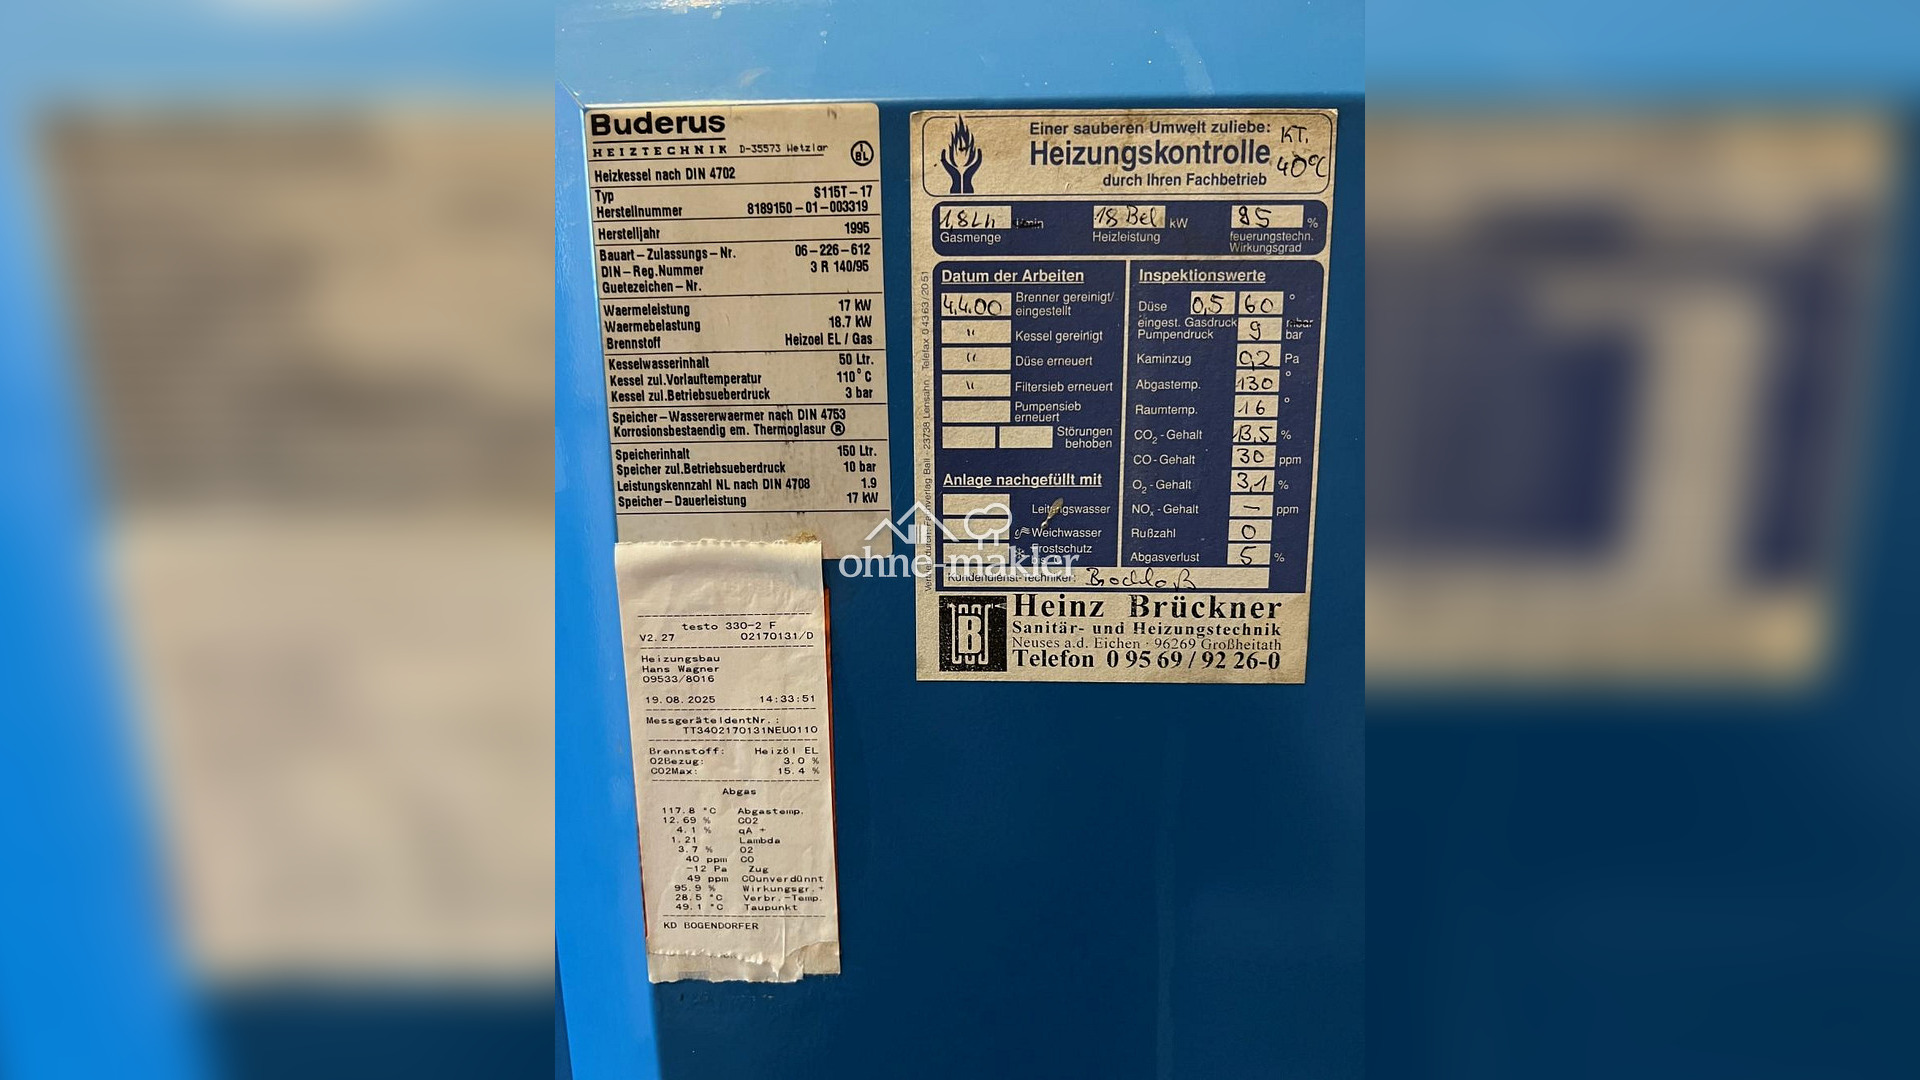 Buderus
HEIZTECHNIK D-35573 Wetzlar
Heizkessel nach DIN 4702
Typ S115T-17
Herstellnummer 8189150-01-003319
Herstelljahr 1995
Bauart-Zulassungs-Nr. 06-226-612
DIN-Reg.Nummer 3 R 140/95
Guetezeichen-Nr.
Waermeleistung 17 kW
Waermebelastung 18.7 kW
Brennstoff Heizoel EL / Gas
Kesselwasserinhalt 50 Ltr.
Kessel zul.Vorlauftemperatur 110°C
Kessel zul.Betriebsueberdruck 3 bar
Speicher-Wassererwaermer nach DIN 4753
Korrosionsbestaendig em. Thermoglasur ®
Speicherinhalt 150 Ltr.
Speicher zul.Betriebsueberdruck 10 bar
Leistungskennzahl NL nach DIN 4708 1.9
Speicher-Dauerleistung 17 kW
testo 330-2 F
V2.27 02170131/D
Heizungsbau
Hans Wagner
09533/8016
19.08.2025 14:33:51
MessgeräteIdentNr.:
TT3402170131NEU0110
Brennstoff: Heizöl EL
O2Bezug: 3.0 %
CO2Max: 15.4 %
Abgas
117.8 °C Abgastemp.
12.69 % CO2
4.1 % qA +
1.21 Lambda
3.7 % O2
40 ppm CO
-12 Pa Zug
49 ppm COunverdünnt
95.9 % Wirkungsgr.+
28.5 °C Verbr.-Temp.
49.1 °C Taupunkt
KD BOGENDORFER
Einer sauberen Umwelt zuliebe: KT.
Heizungskontrolle 40°C
durch Ihren Fachbetrieb
1,8 l/h 18 kW 95 %
Gasmenge Heizleistung feuerungstechn.
Wirkungsgrad
Datum der Arbeiten
4.4.00 Brenner gereinigt/
eingestellt
" Kessel gereinigt
" Düse erneuert
" Filtersieb erneuert
Pumpensieb
erneuert
Störungen
behoben
Anlage nachgefüllt mit
Leitungswasser
Weichwasser
Frostschutz
Inspektionswerte
Düse 0,5 60 °
eingest. Gasdruck mbar
Pumpendruck 9 bar
Kaminzug 0,2 Pa
Abgastemp. 130 °
Raumtemp. 16 °
CO2-Gehalt 13,5 %
CO-Gehalt 30 ppm
O2-Gehalt 3,1 %
NOx-Gehalt — ppm
Rußzahl 0
Abgasverlust 5 %
Kundendienst-Techniker:
B
Heinz Brückner
Sanitär- und Heizungstechnik
Neuses a.d. Eichen · 96269 Großheirath
Telefon 0 95 69 / 92 26-0
ohne-makler